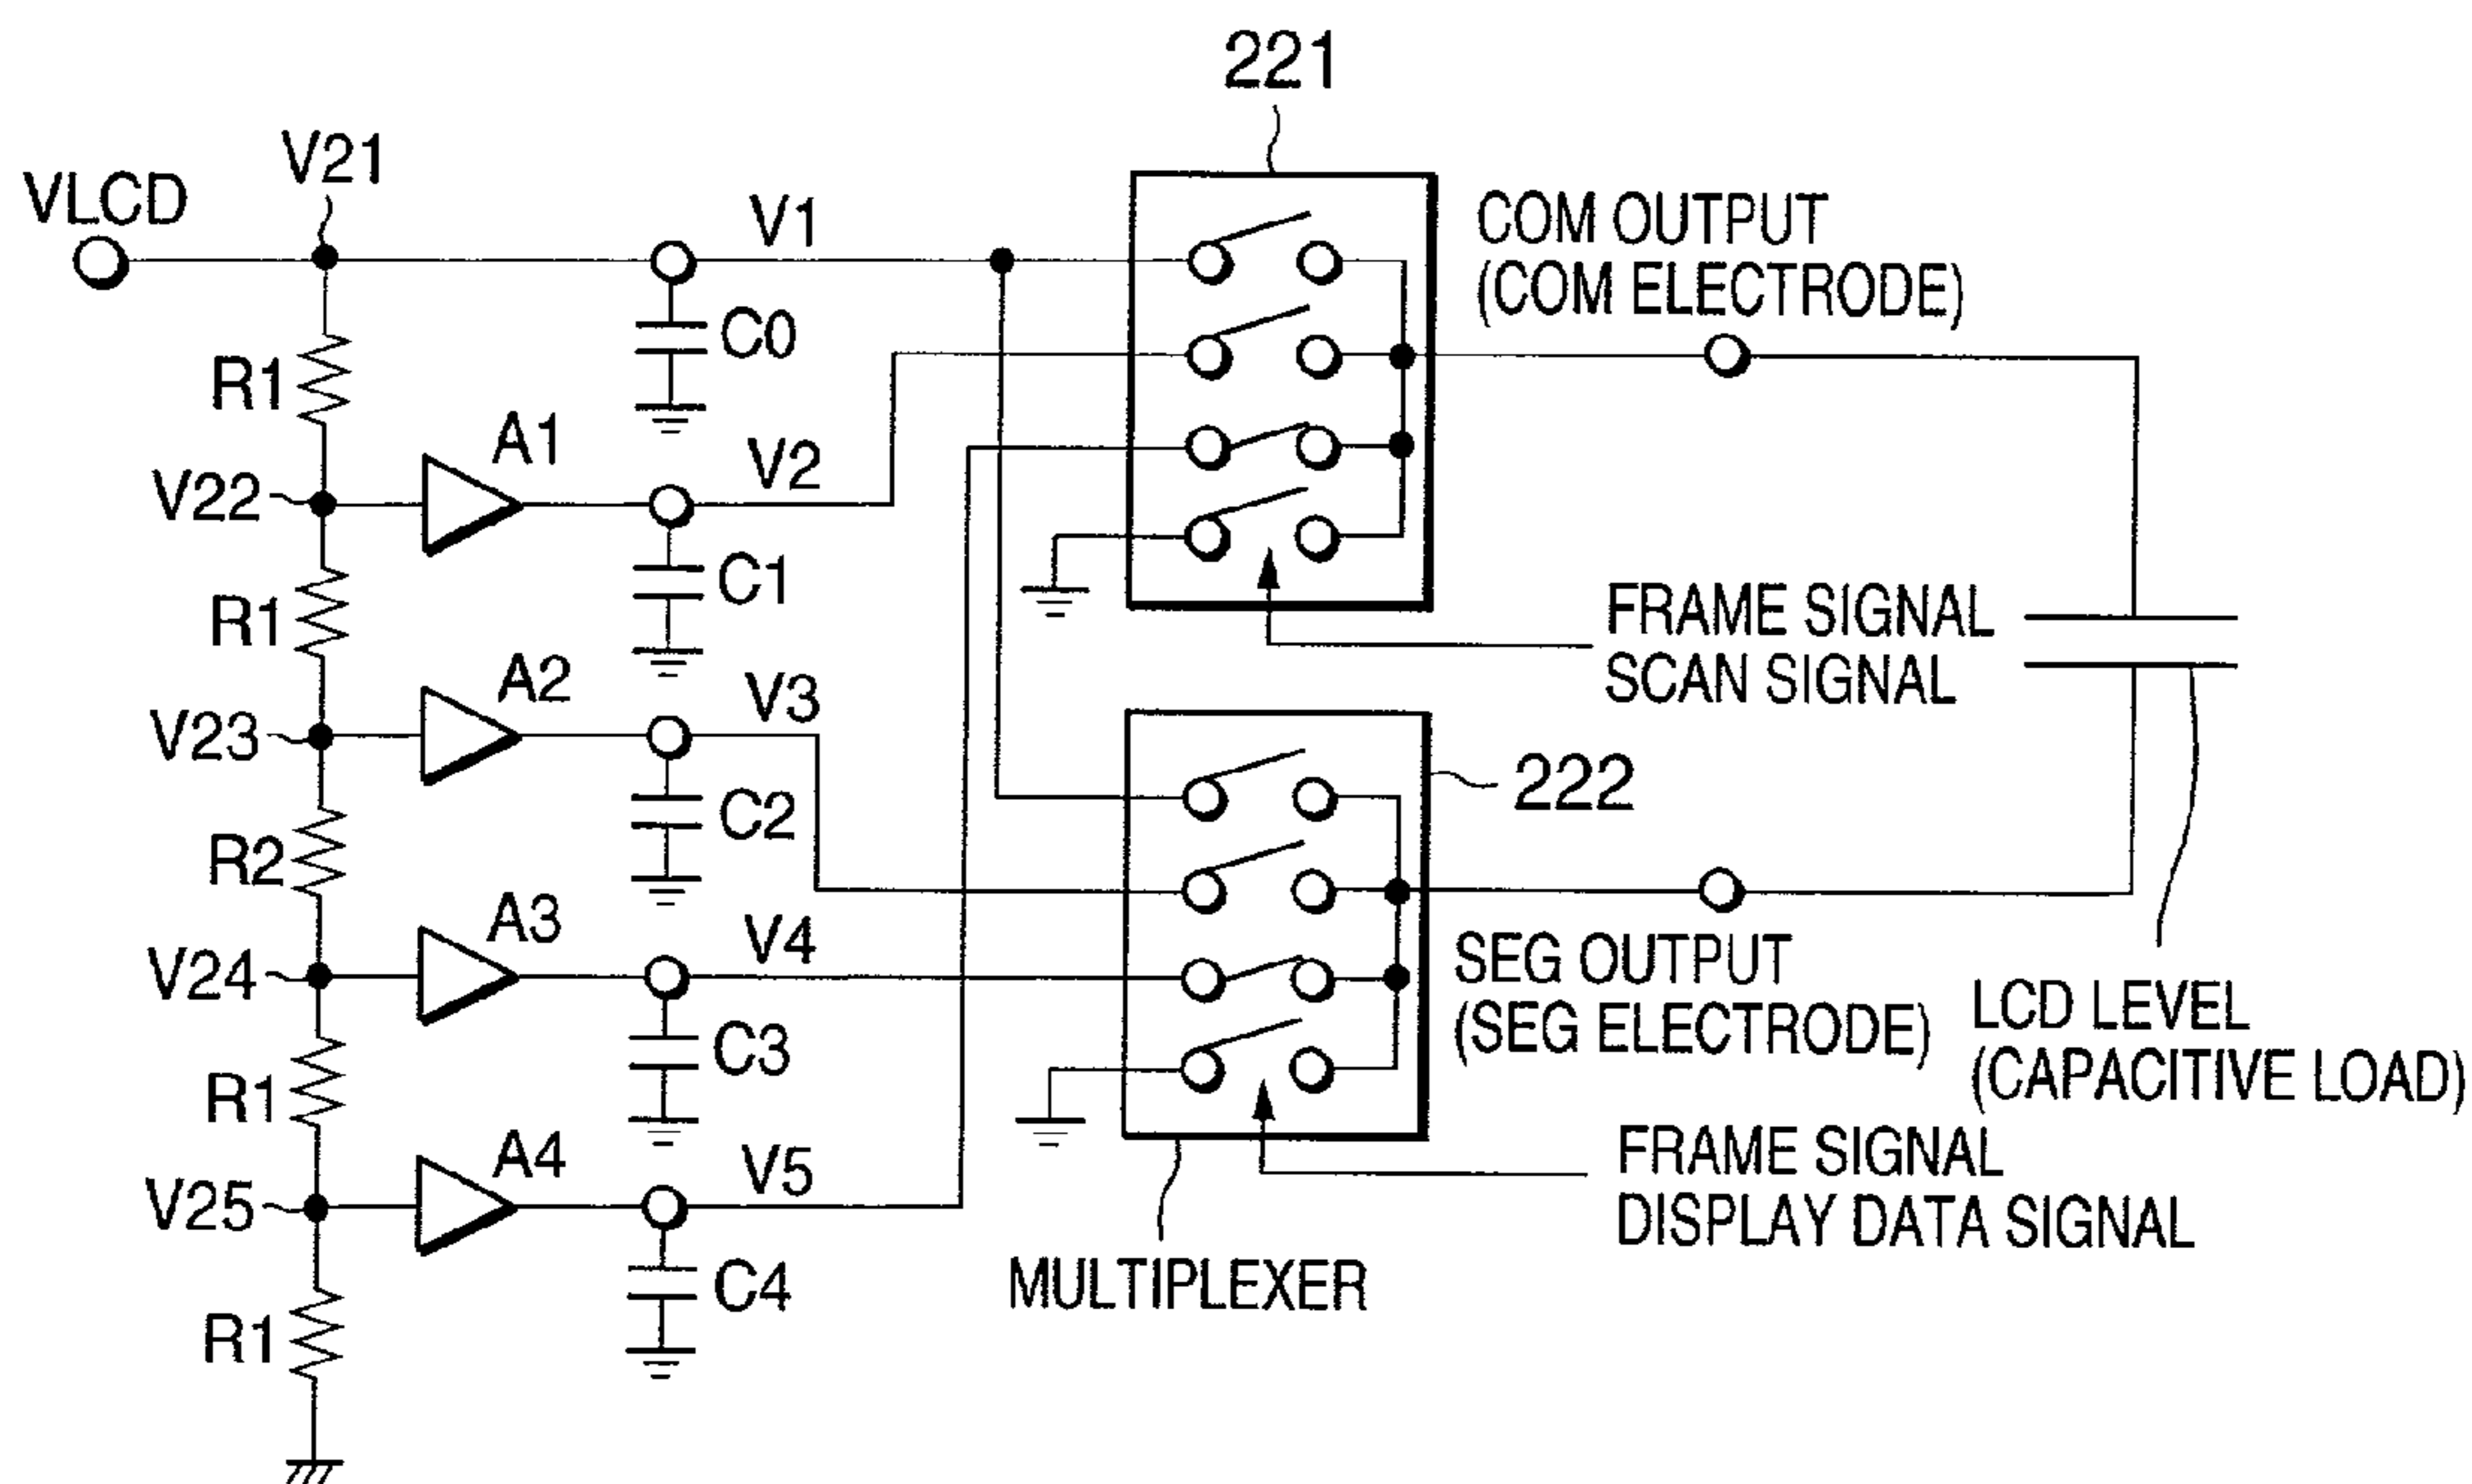 221
V21
VLCD
V1
COM OUTPUT
(COM ELECTRODE)
C0
R1
A1
V2
V22
C1
R1
FRAME SIGNAL
SCAN SIGNAL
A2
V3
V23
222
C2
R2
A3
V4
V24
SEG OUTPUT
(SEG ELECTRODE)
LCD LEVEL
(CAPACITIVE LOAD)
C3
R1
A4
V5
V25
FRAME SIGNAL
DISPLAY DATA SIGNAL
MULTIPLEXER
C4
R1